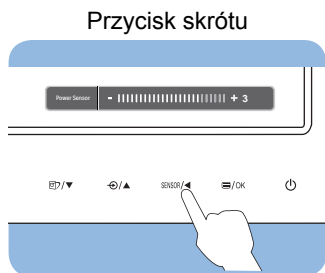 Przycisk skrótu
Power Sensor - + 3
/▼ /▲ SENSOR/◄ /OK